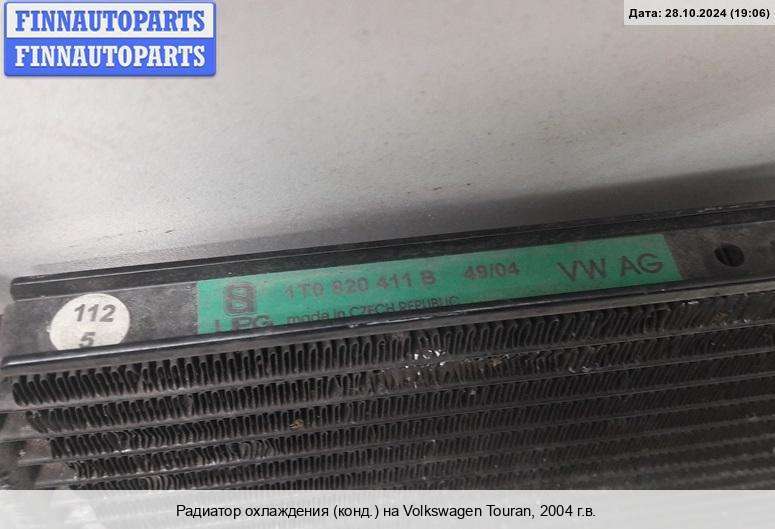 FINNAUTOPARTS
FINNAUTOPARTS
Дата: 28.10.2024 (19:06)
1T0 820 411 B 49/04 VW AG
made in CZECH REPUBLIC
112
5
Радиатор охлаждения (конд.) на Volkswagen Touran, 2004 г.в.